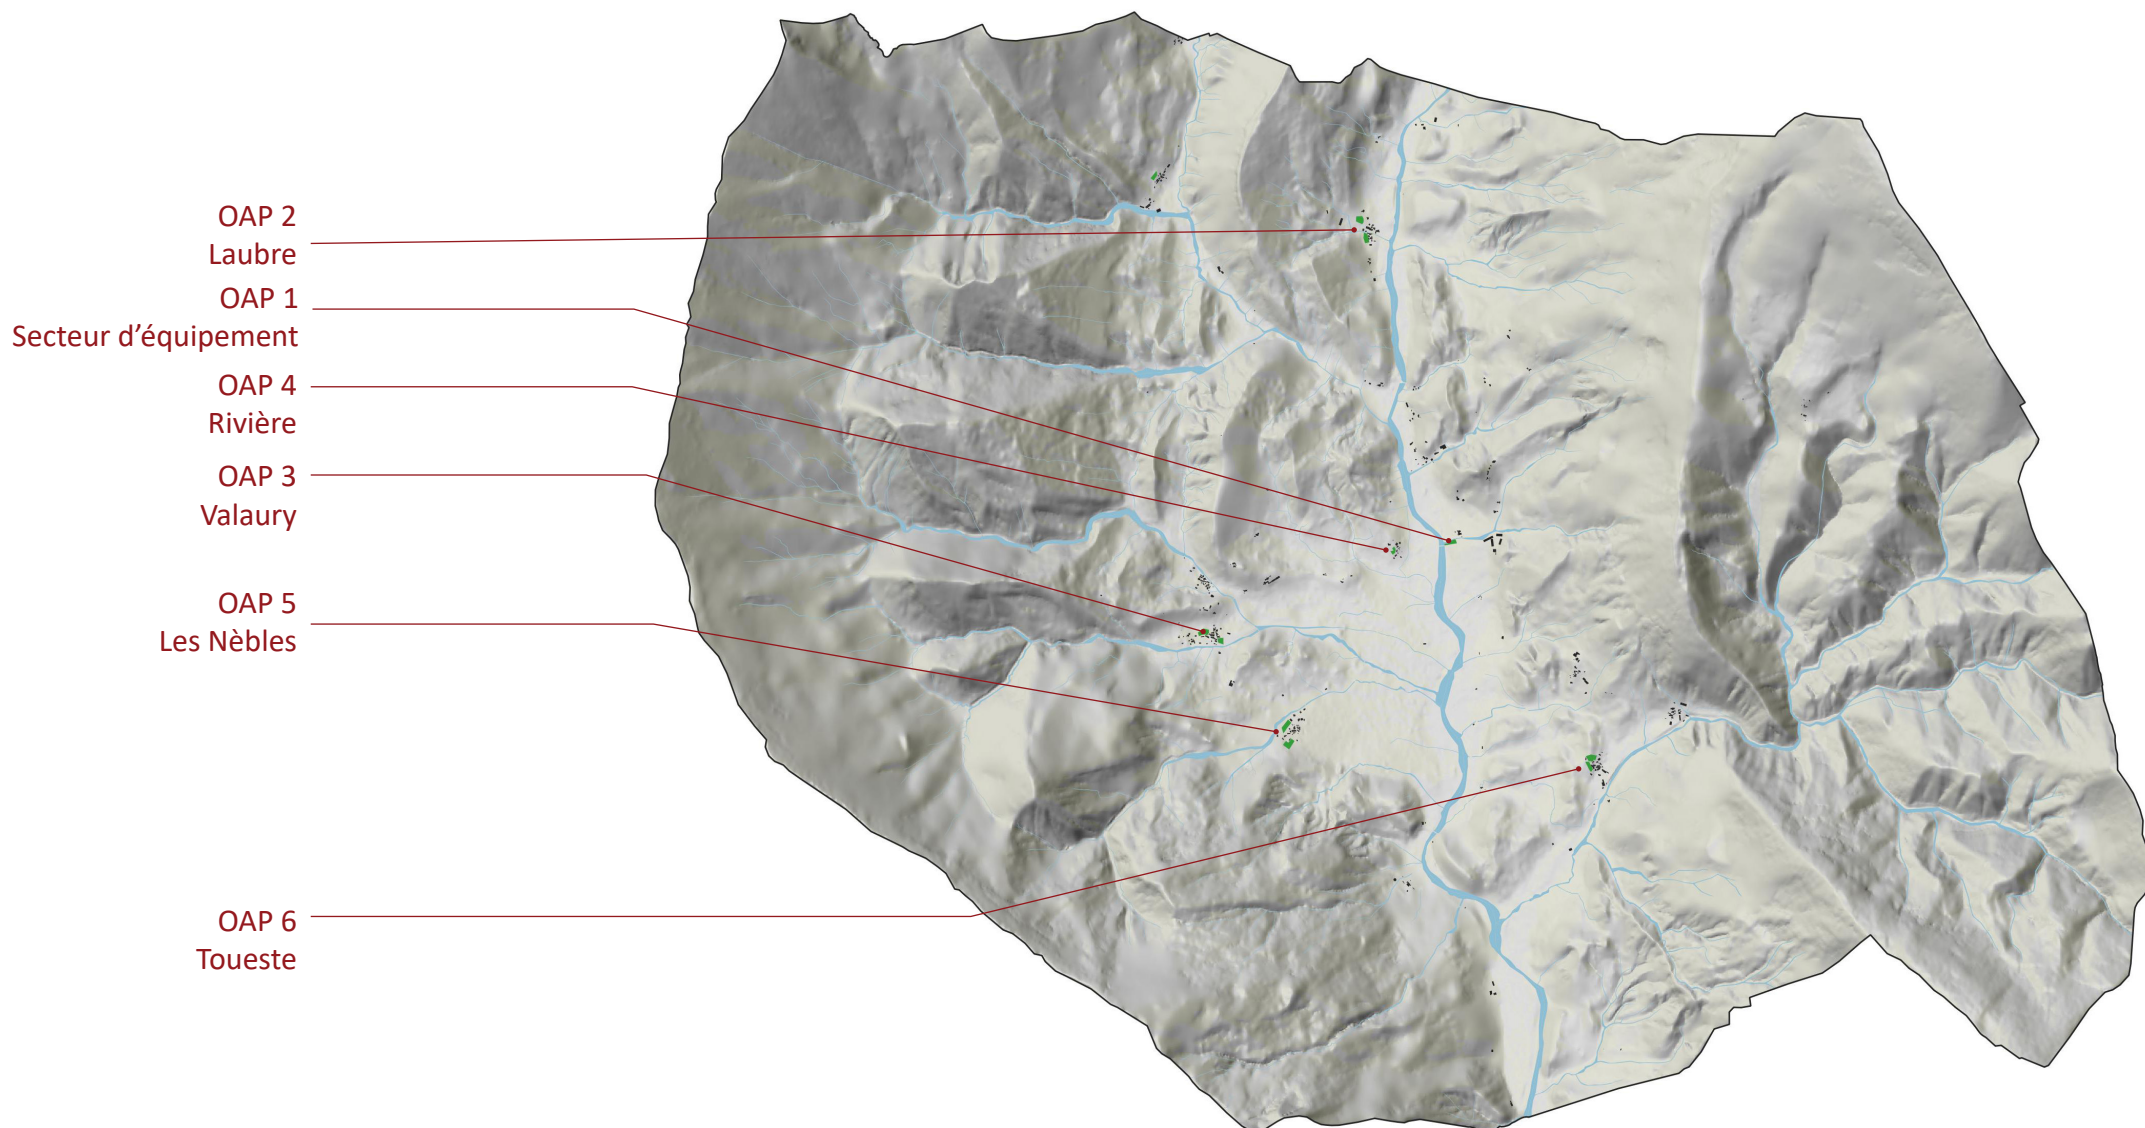 OAP 2
Laubre
OAP 1
Secteur d’équipement
OAP 4
Rivière
OAP 3
Valaury
OAP 5
Les Nèbles
OAP 6
Toueste